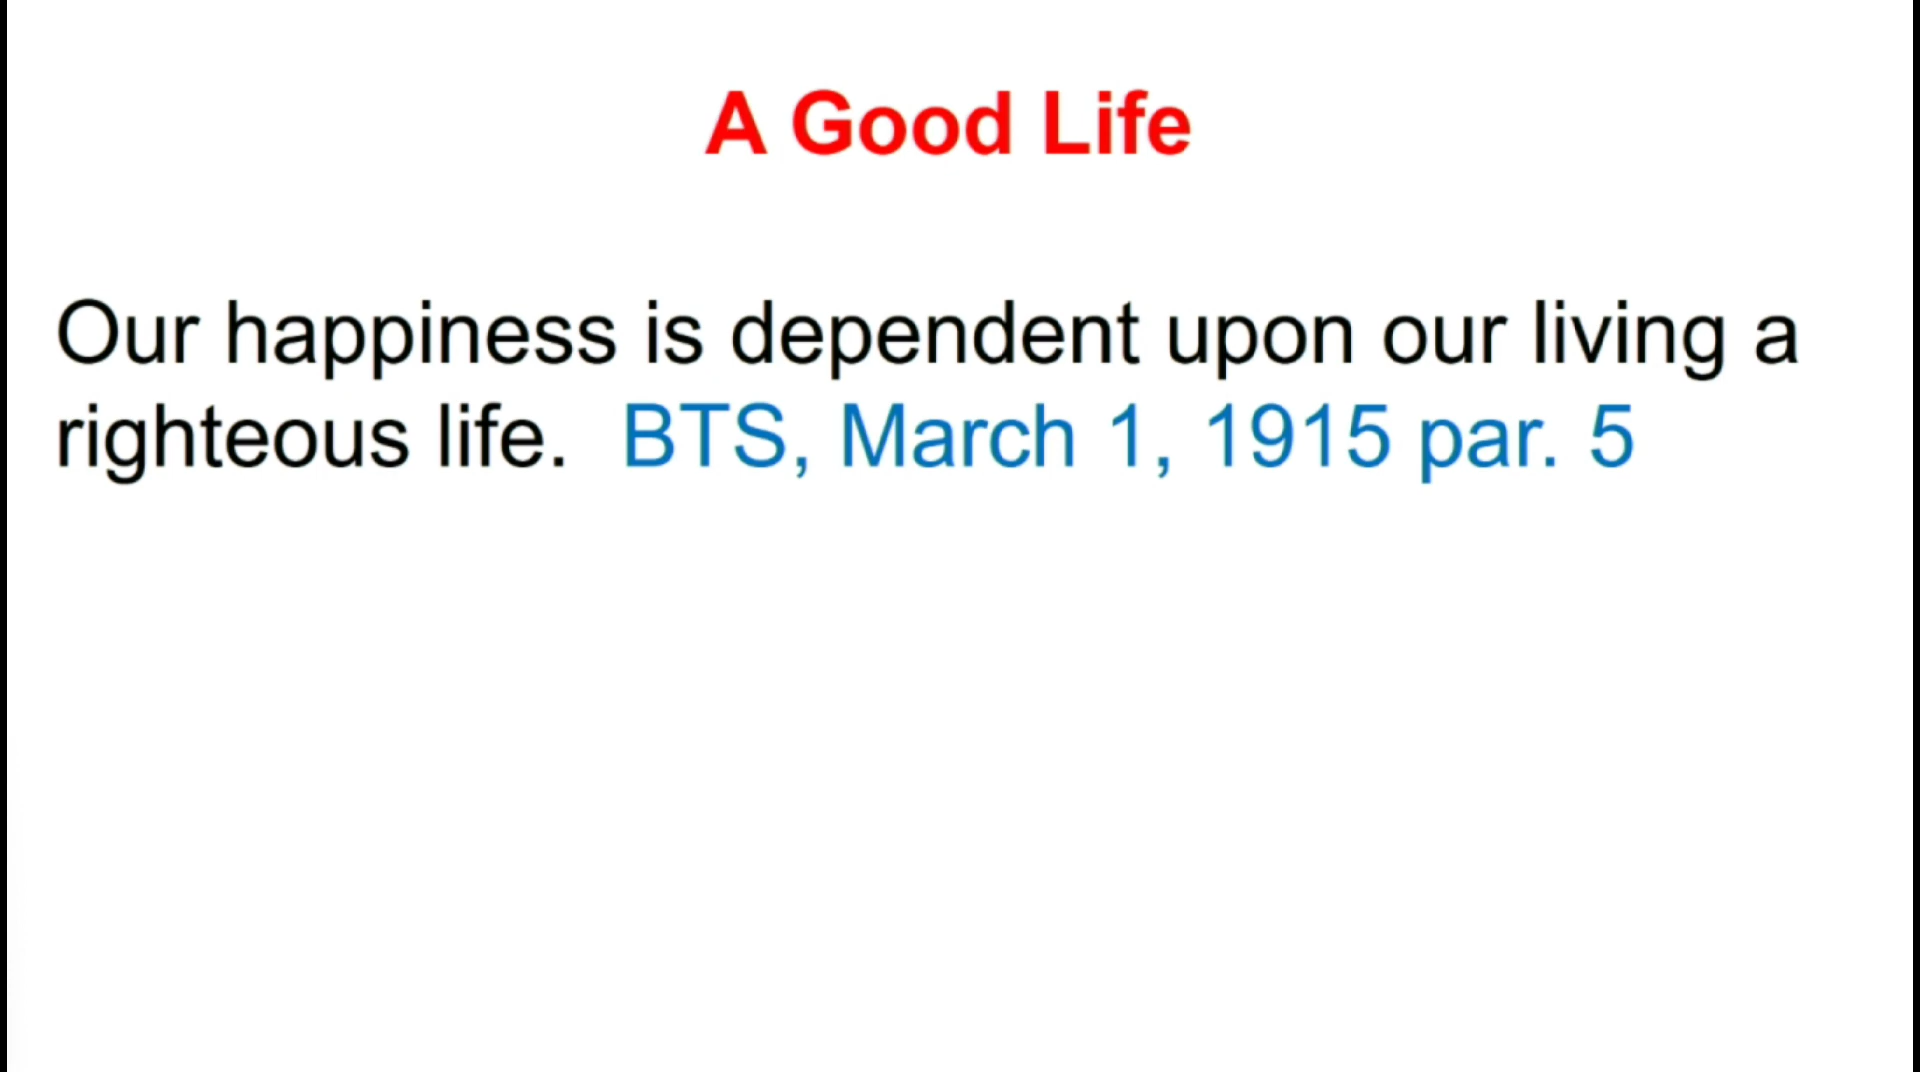 A Good Life
Our happiness is dependent upon our living a
righteous life.  BTS, March 1, 1915 par. 5